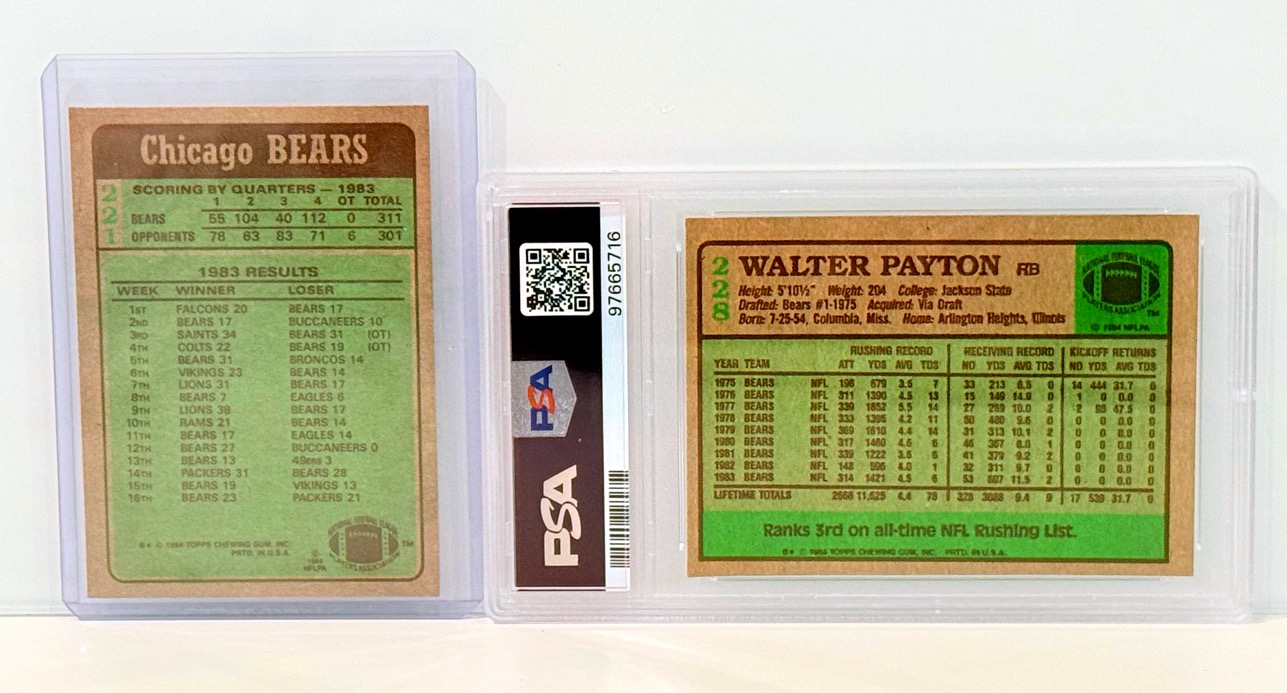 Chicago BEARS
221
SCORING BY QUARTERS — 1983
1 2 3 4 OT TOTAL
BEARS 55 104 40 112 0 311
OPPONENTS 78 63 83 71 6 301
1983 RESULTS
WEEK WINNER LOSER
1ST FALCONS 20 BEARS 17
2ND BEARS 17 BUCCANEERS 10
3RD SAINTS 34 BEARS 31 (OT)
4TH COLTS 22 BEARS 19 (OT)
5TH BEARS 31 BRONCOS 14
6TH VIKINGS 23 BEARS 14
7TH LIONS 31 BEARS 17
8TH BEARS 7 EAGLES 6
9TH LIONS 38 BEARS 17
10TH RAMS 21 BEARS 14
11TH BEARS 17 EAGLES 14
12TH BEARS 27 BUCCANEERS 0
13TH BEARS 13 49ERS 3
14TH PACKERS 31 BEARS 28
15TH BEARS 19 VIKINGS 13
16TH BEARS 23 PACKERS 21
NATIONAL FOOTBALL LEAGUE
PLAYERS ASSOCIATION
TM
© 1984 NFLPA
© 1984 TOPPS CHEWING GUM, INC.
PRTD. IN U.S.A.
97665716
PSA
PSA
228
WALTER PAYTON RB
Height: 5'10½" Weight: 204 College: Jackson State
Drafted: Bears #1-1975 Acquired: Via Draft
Born: 7-25-54, Columbia, Miss. Home: Arlington Heights, Illinois
NATIONAL FOOTBALL LEAGUE
PLAYERS ASSOCIATION
TM
© 1984 NFLPA
RUSHING RECORD RECEIVING RECORD KICKOFF RETURNS
YEAR TEAM ATT YDS AVG TDS NO YDS AVG TDS NO YDS AVG TDS
1975 BEARS NFL 196 679 3.5 7 33 213 6.5 0 14 444 31.7 0
1976 BEARS NFL 311 1390 4.5 13 15 149 14.9 0 1 0 0.0 0
1977 BEARS NFL 339 1852 5.5 14 27 269 10.0 2 2 95 47.5 0
1978 BEARS NFL 333 1395 4.2 11 50 480 9.6 0 0 0 0.0 0
1979 BEARS NFL 369 1610 4.4 14 31 313 10.1 2 0 0 0.0 0
1980 BEARS NFL 317 1460 4.6 6 46 367 8.0 1 0 0 0.0 0
1981 BEARS NFL 339 1222 3.6 6 41 379 9.2 2 0 0 0.0 0
1982 BEARS NFL 148 596 4.0 1 32 311 9.7 0 0 0 0.0 0
1983 BEARS NFL 314 1421 4.5 6 53 607 11.5 2 0 0 0.0 0
LIFETIME TOTALS 2666 11,625 4.4 78 328 3088 9.4 9 17 539 31.7 0
Ranks 3rd on all-time NFL Rushing List.
© 1984 TOPPS CHEWING GUM, INC. PRTD. IN U.S.A.